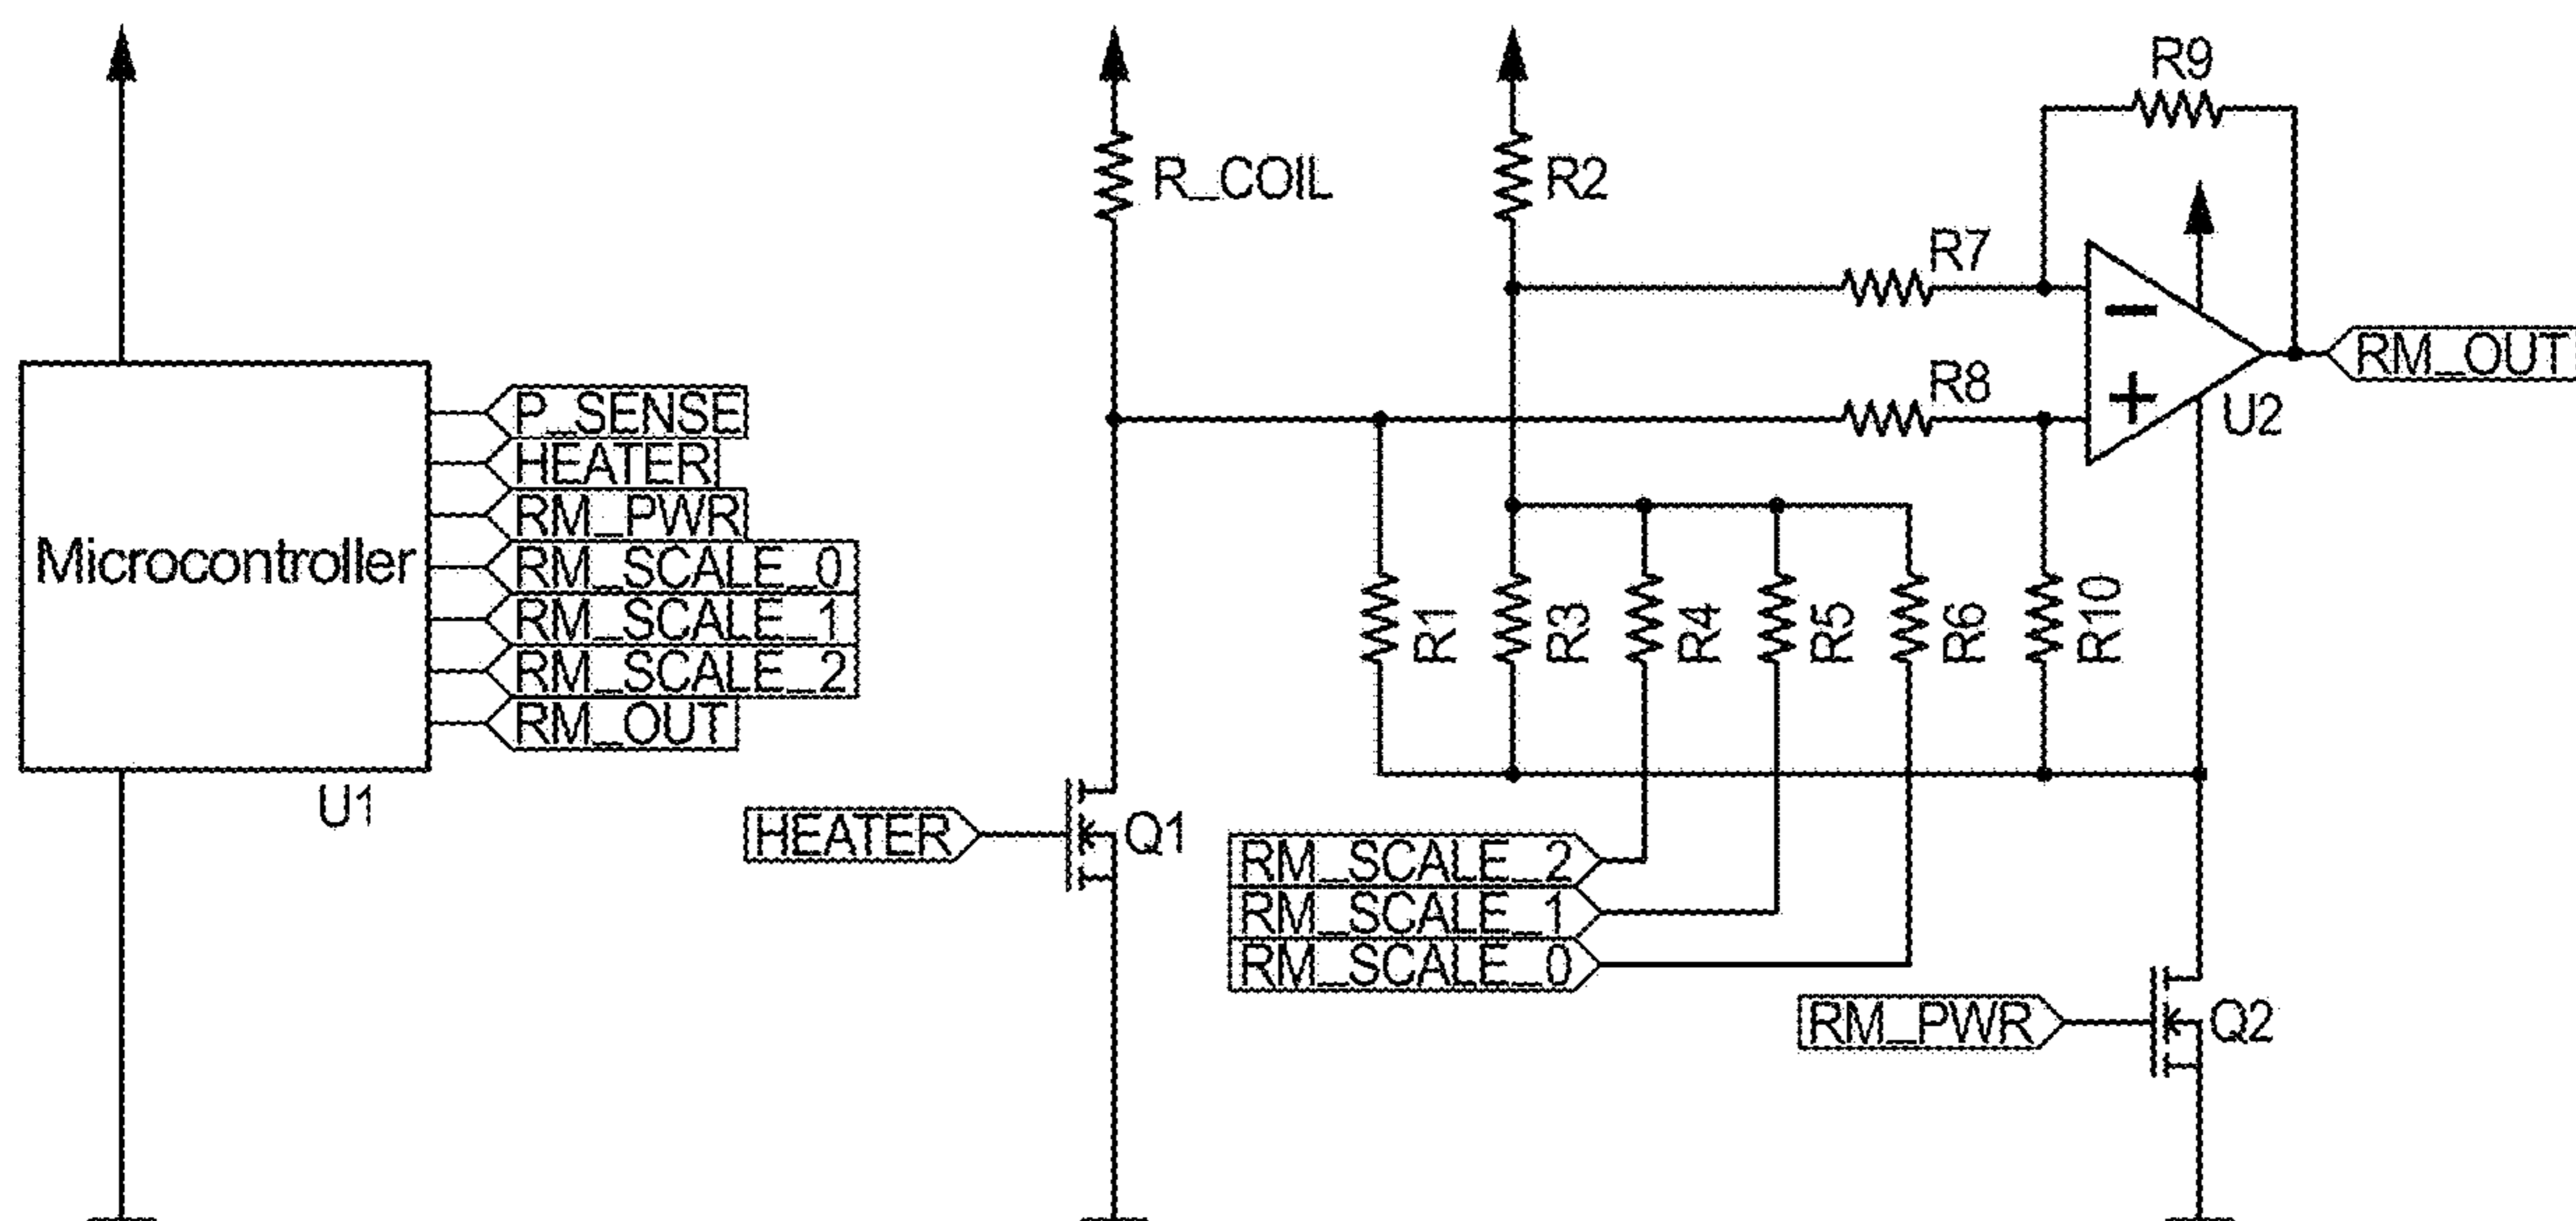 R9
R_COIL
R2
R7
R8
RM_OUT
U2
Microcontroller
P_SENSE
HEATER
RM_PWR
RM_SCALE_0
RM_SCALE_1
RM_SCALE_2
RM_OUT
U1
R1
R3
R4
R5
R6
R10
HEATER
Q1
RM_SCALE_2
RM_SCALE_1
RM_SCALE_0
RM_PWR
Q2
−
+